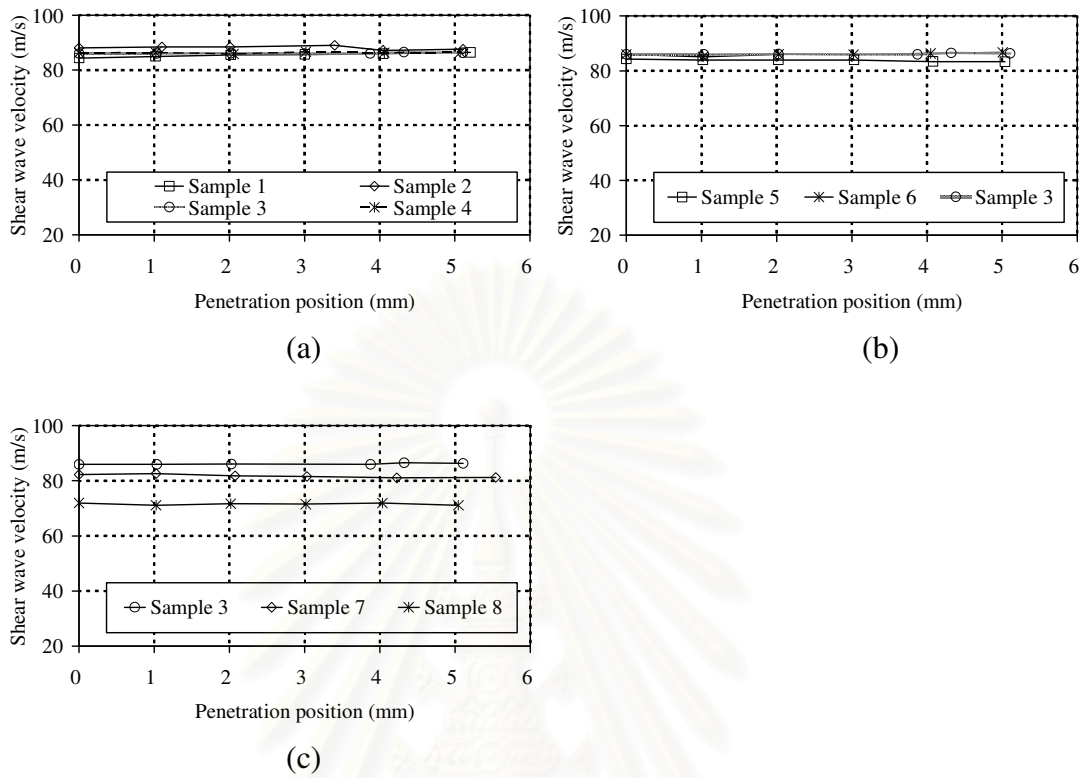 Shear wave velocity (m/s)
100
80
60
40
20
Sample 1
Sample 2
Sample 3
Sample 4
0 1 2 3 4 5 6
Penetration position (mm)
(a)
Shear wave velocity (m/s)
100
80
60
40
20
Sample 5 Sample 6 Sample 3
0 1 2 3 4 5 6
Penetration position (mm)
(b)
Shear wave velocity (m/s)
100
80
60
40
20
Sample 3 Sample 7 Sample 8
0 1 2 3 4 5 6
Penetration position (mm)
(c)